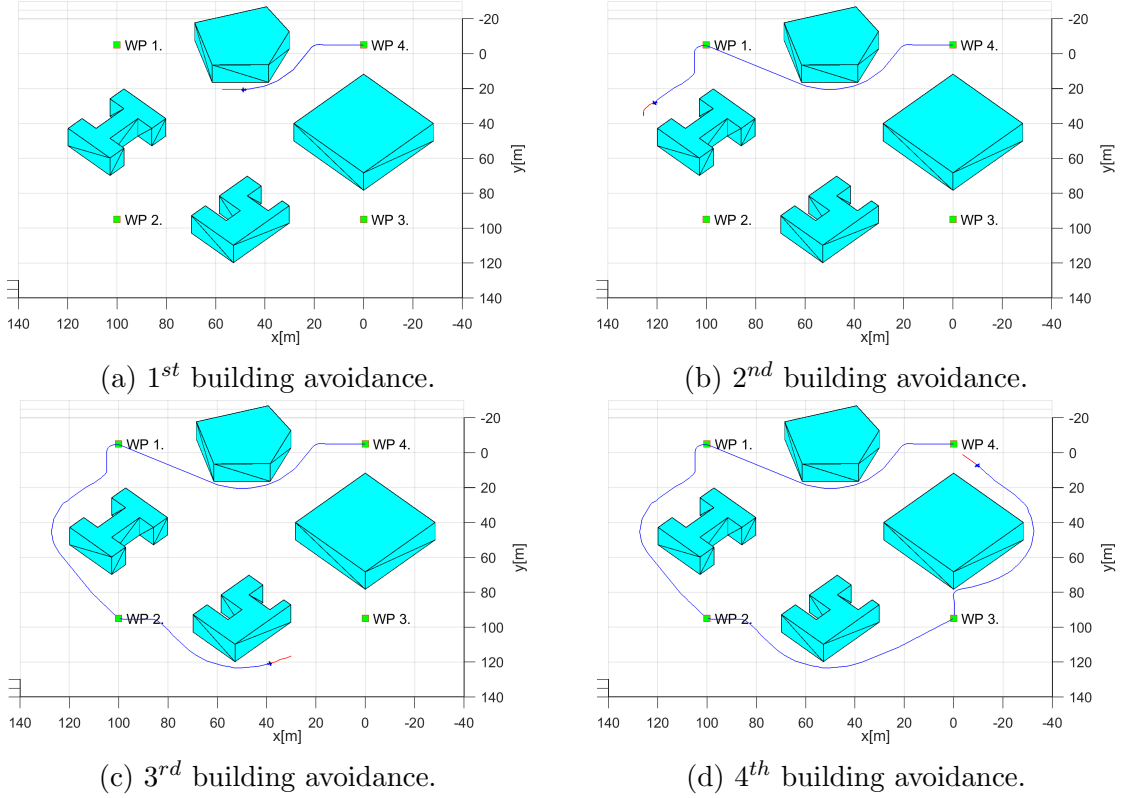 WP 1.
WP 4.
WP 2.
WP 3.
-20
0
20
40
60
80
100
120
140
y[m]
140 120 100 80 60 40 20 0 -20 -40
x[m]
(a) 1st building avoidance.
WP 1.
WP 4.
WP 2.
WP 3.
-20
0
20
40
60
80
100
120
140
y[m]
140 120 100 80 60 40 20 0 -20 -40
x[m]
(b) 2nd building avoidance.
WP 1.
WP 4.
WP 2.
WP 3.
-20
0
20
40
60
80
100
120
140
y[m]
140 120 100 80 60 40 20 0 -20 -40
x[m]
(c) 3rd building avoidance.
WP 1.
WP 4.
WP 2.
WP 3.
-20
0
20
40
60
80
100
120
140
y[m]
140 120 100 80 60 40 20 0 -20 -40
x[m]
(d) 4th building avoidance.